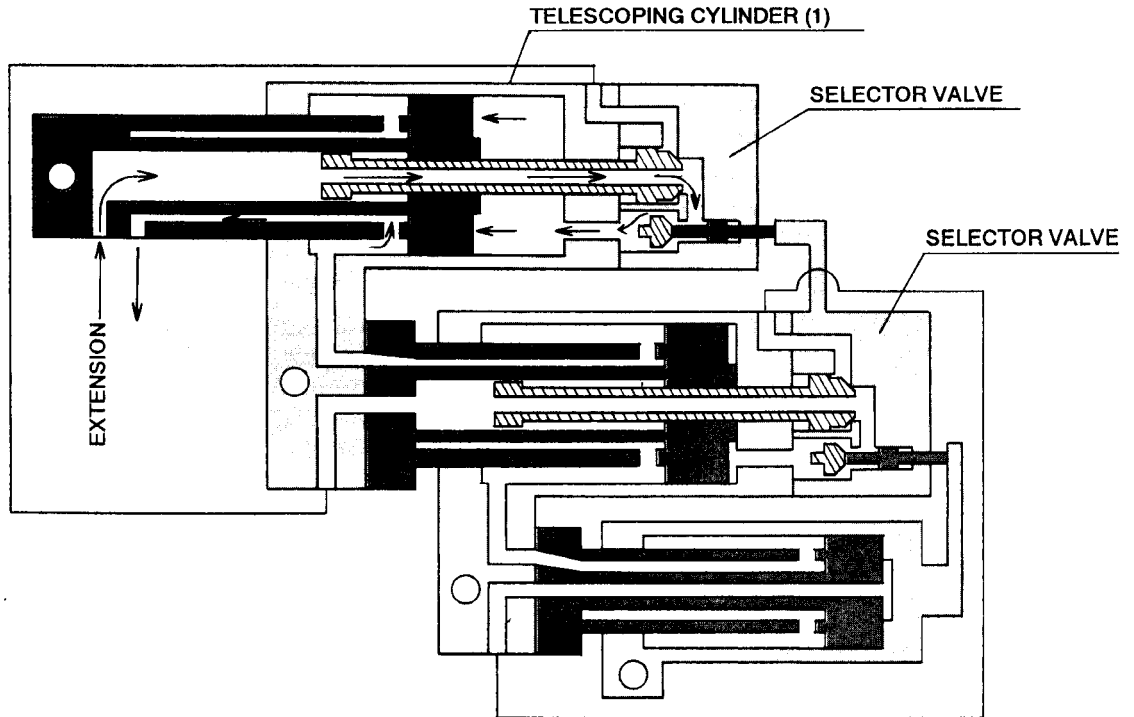 TELESCOPING CYLINDER (1)
SELECTOR VALVE
SELECTOR VALVE
EXTENSION